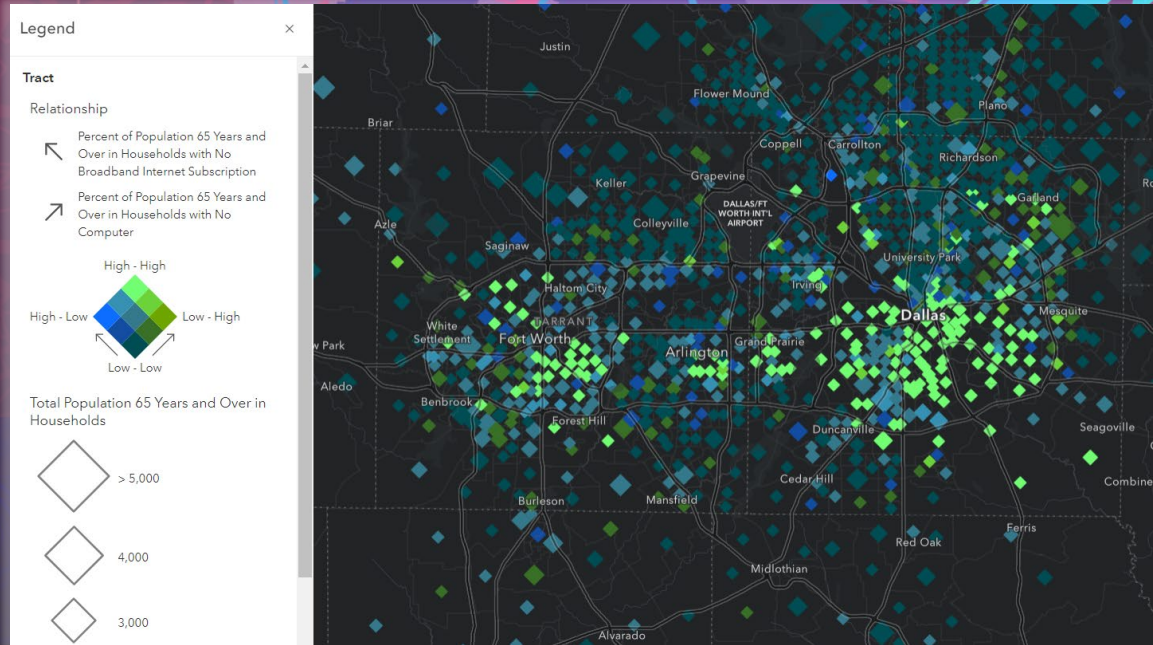 Legend
×
Tract
Relationship
Percent of Population 65 Years and
Over in Households with No
Broadband Internet Subscription
Percent of Population 65 Years and
Over in Households with No
Computer
High - High
High - Low
Low - High
Low - Low
Total Population 65 Years and Over in
Households
> 5,000
4,000
3,000
Justin
Flower Mound
Plano
Briar
Coppell
Carrollton
Richardson
Keller
Grapevine
Garland
DALLAS/FT
WORTH INT'L
AIRPORT
Azle
Colleyville
Saginaw
University Park
Haltom City
Irving
TARRANT
Dallas
Mesquite
White
Settlement
Fort Worth
Grand Prairie
Arlington
w Park
Aledo
Benbrook
Forest Hill
Duncanville
Seagoville
Cedar Hill
Combine
Burleson
Mansfield
Ferris
Red Oak
Midlothian
Alvarado